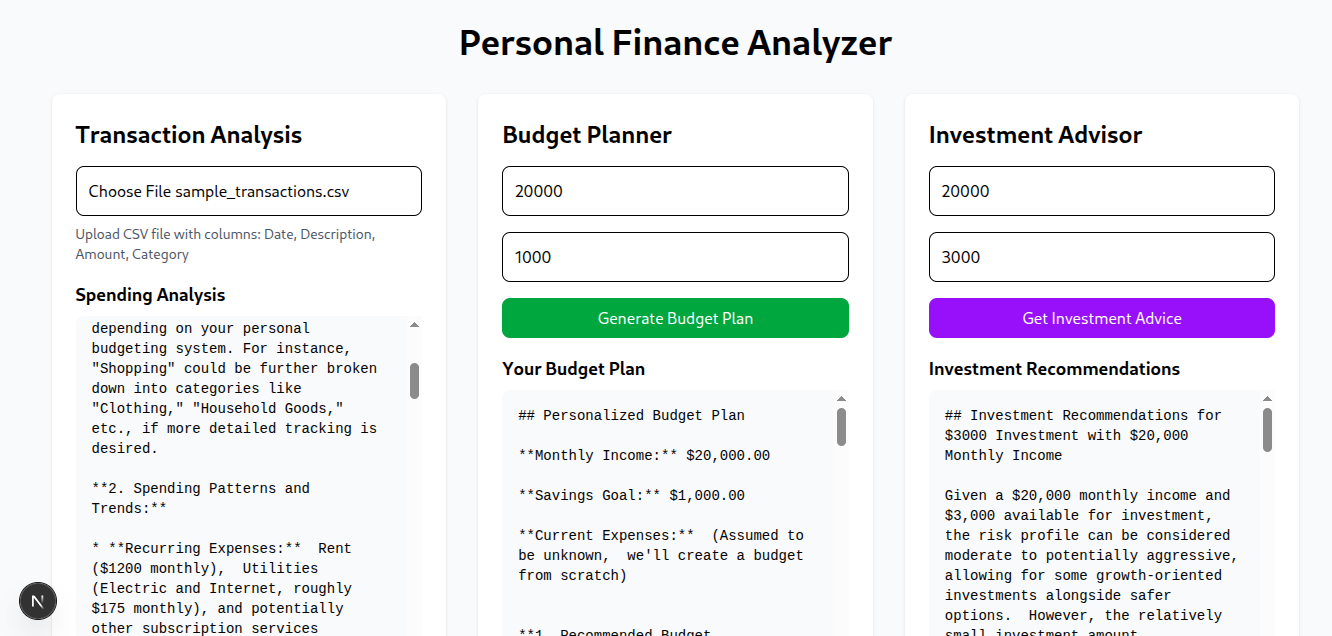 Personal Finance Analyzer
Transaction Analysis
Choose File sample_transactions.csv
Upload CSV file with columns: Date, Description,
Amount, Category
Spending Analysis
depending on your personal
budgeting system. For instance,
"Shopping" could be further broken
down into categories like
"Clothing," "Household Goods,"
etc., if more detailed tracking is
desired.
**2. Spending Patterns and
Trends:**
* **Recurring Expenses:**  Rent
($1200 monthly),  Utilities
(Electric and Internet, roughly
$175 monthly), and potentially
other subscription services
N
Budget Planner
20000
1000
Generate Budget Plan
Your Budget Plan
## Personalized Budget Plan
**Monthly Income:** $20,000.00
**Savings Goal:** $1,000.00
**Current Expenses:**  (Assumed to
be unknown,  we'll create a budget
from scratch)
**1. Recommended Budget
Investment Advisor
20000
3000
Get Investment Advice
Investment Recommendations
## Investment Recommendations for
$3000 Investment with $20,000
Monthly Income
Given a $20,000 monthly income and
$3,000 available for investment,
the risk profile can be considered
moderate to potentially aggressive,
allowing for some growth-oriented
investments alongside safer
options.  However, the relatively
small investment amount